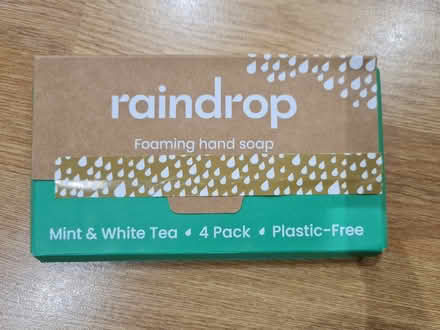 raindrop
Foaming hand soap
Mint & White Tea 4 Pack Plastic-Free